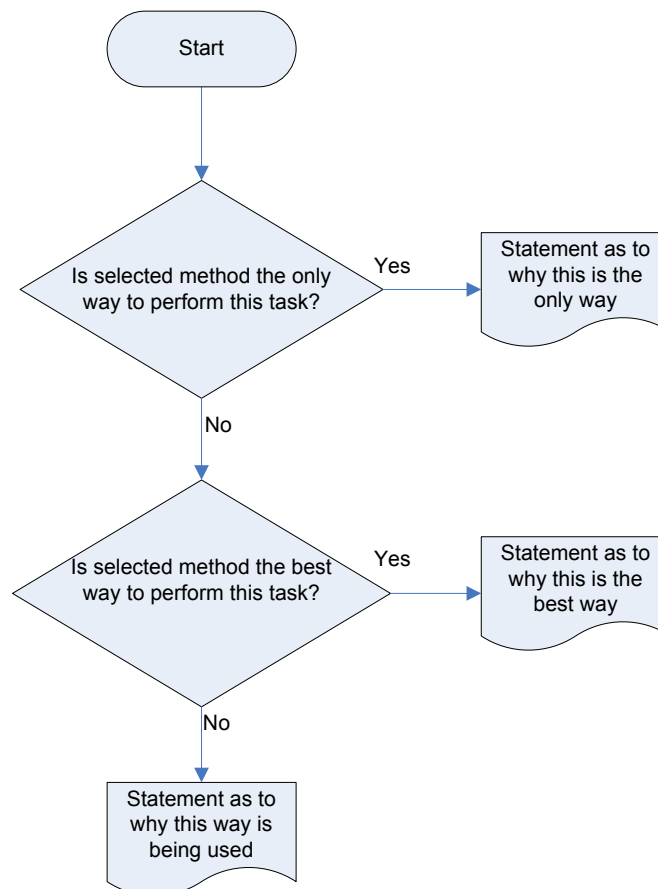 Start
Is selected method the only
way to perform this task?
Yes
Statement as to
why this is the
only way
No
Is selected method the best
way to perform this task?
Yes
Statement as to
why this is the
best way
No
Statement as to
why this way is
being used